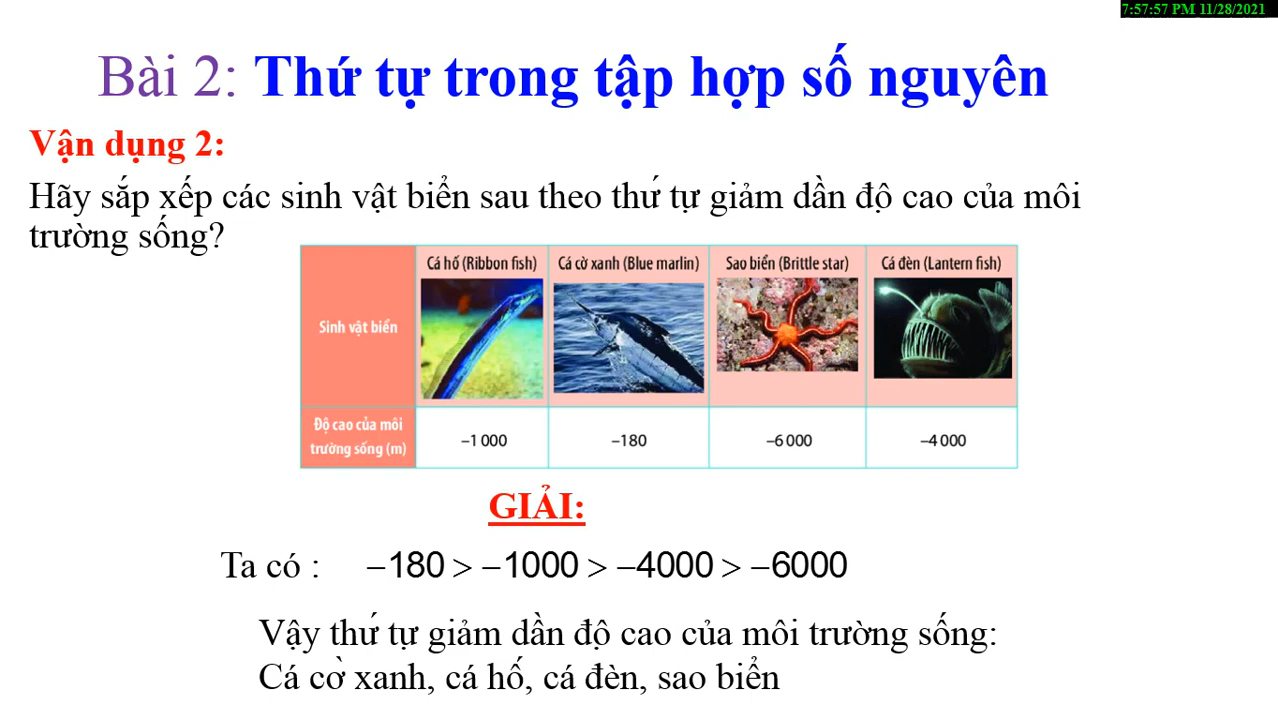 7:57:57 PM 11/28/2021
Bài 2: Thứ tự trong tập hợp số nguyên
Vận dụng 2:
Hãy sắp xếp các sinh vật biển sau theo thứ tự giảm dần độ cao của môi
trường sống?
Cá hố (Ribbon fish) Cá cờ xanh (Blue marlin) Sao biển (Brittle star) Cá đèn (Lantern fish)
Sinh vật biển
Độ cao của môi
trường sống (m)
–1 000 –180 –6 000 –4 000
GIẢI:
Ta có : −180 > −1000 > −4000 > −6000
Vậy thứ tự giảm dần độ cao của môi trường sống:
Cá cờ xanh, cá hố, cá đèn, sao biển